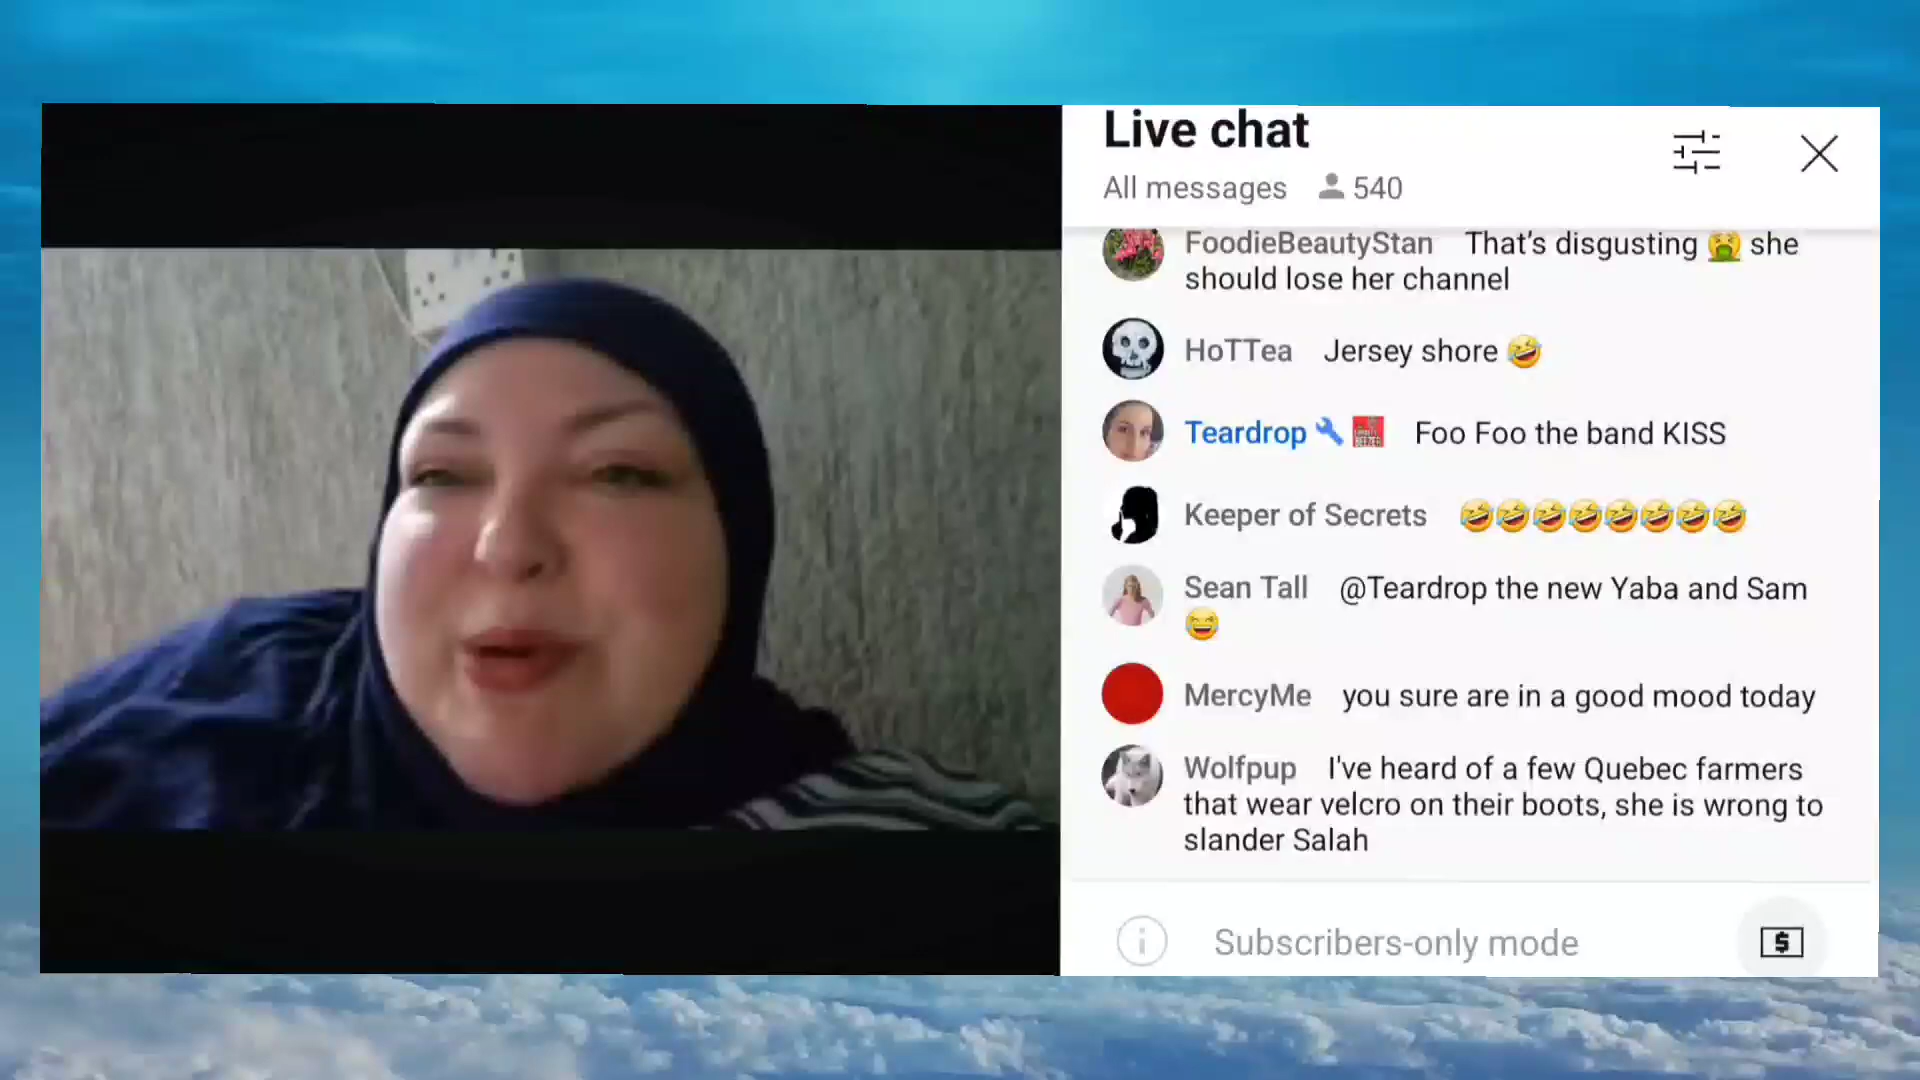 Live chat
All messages 540
FoodieBeautyStan That's disgusting 🤮 she
should lose her channel
HoTTea Jersey shore 🤣
Teardrop Foo Foo the band KISS
Keeper of Secrets 🤣🤣🤣🤣🤣🤣🤣🤣
Sean Tall @Teardrop the new Yaba and Sam
😆
MercyMe you sure are in a good mood today
Wolfpup I've heard of a few Quebec farmers
that wear velcro on their boots, she is wrong to
slander Salah
Subscribers-only mode